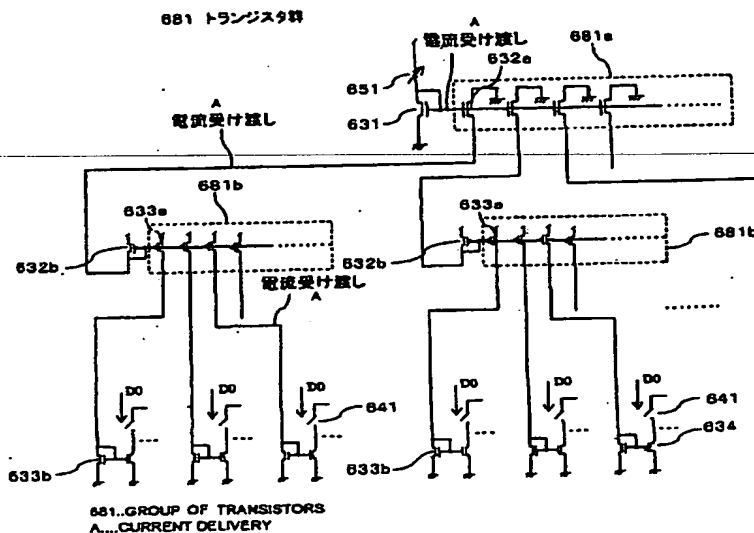 681 トランジスタ群
A
電流受け渡し
632a
681a
651
631
A
電流受け渡し
633a
681b
632b
633a
632b
681b
電流受け渡し
A
D0
D0
D0
641
D0
D0
D0
641
634
633b
633b
681..GROUP OF TRANSISTORS
A....CURRENT DELIVERY